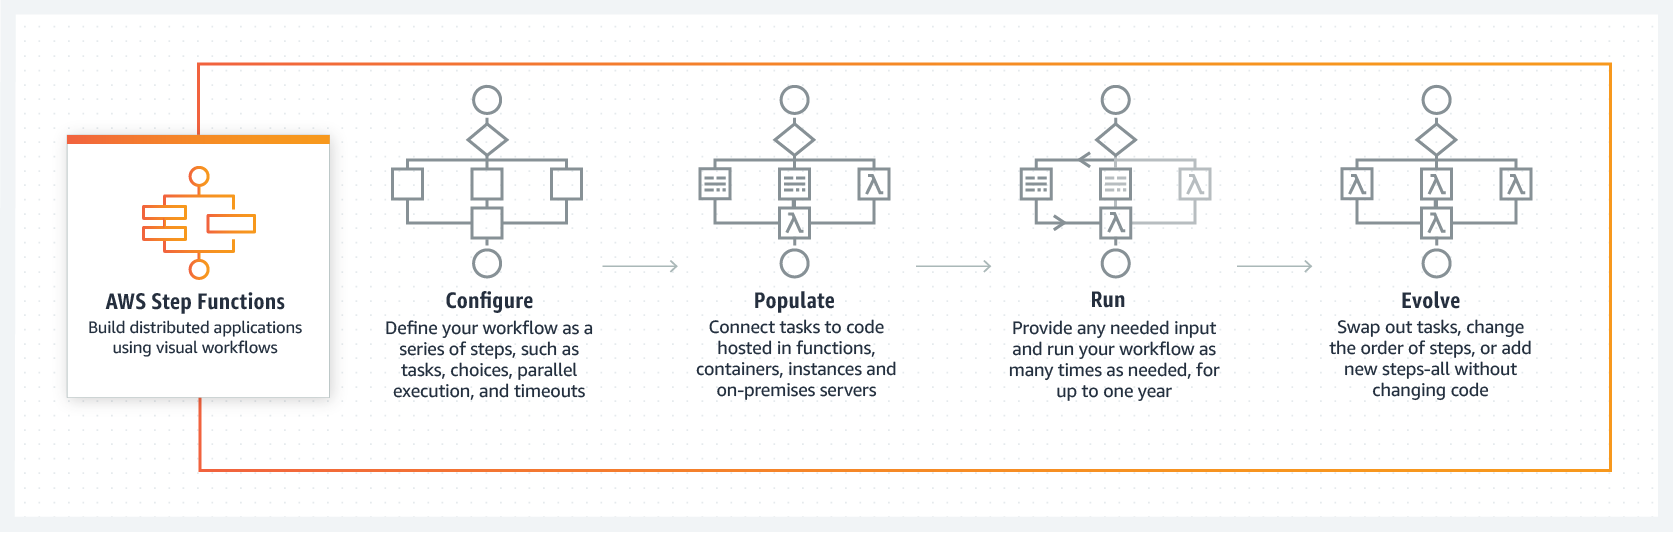 AWS Step Functions
Build distributed applications
using visual workflows
Configure
Define your workflow as a
series of steps, such as
tasks, choices, parallel
execution, and timeouts
Populate
Connect tasks to code
hosted in functions,
containers, instances and
on-premises servers
Run
Provide any needed input
and run your workflow as
many times as needed, for
up to one year
Evolve
Swap out tasks, change
the order of steps, or add
new steps-all without
changing code